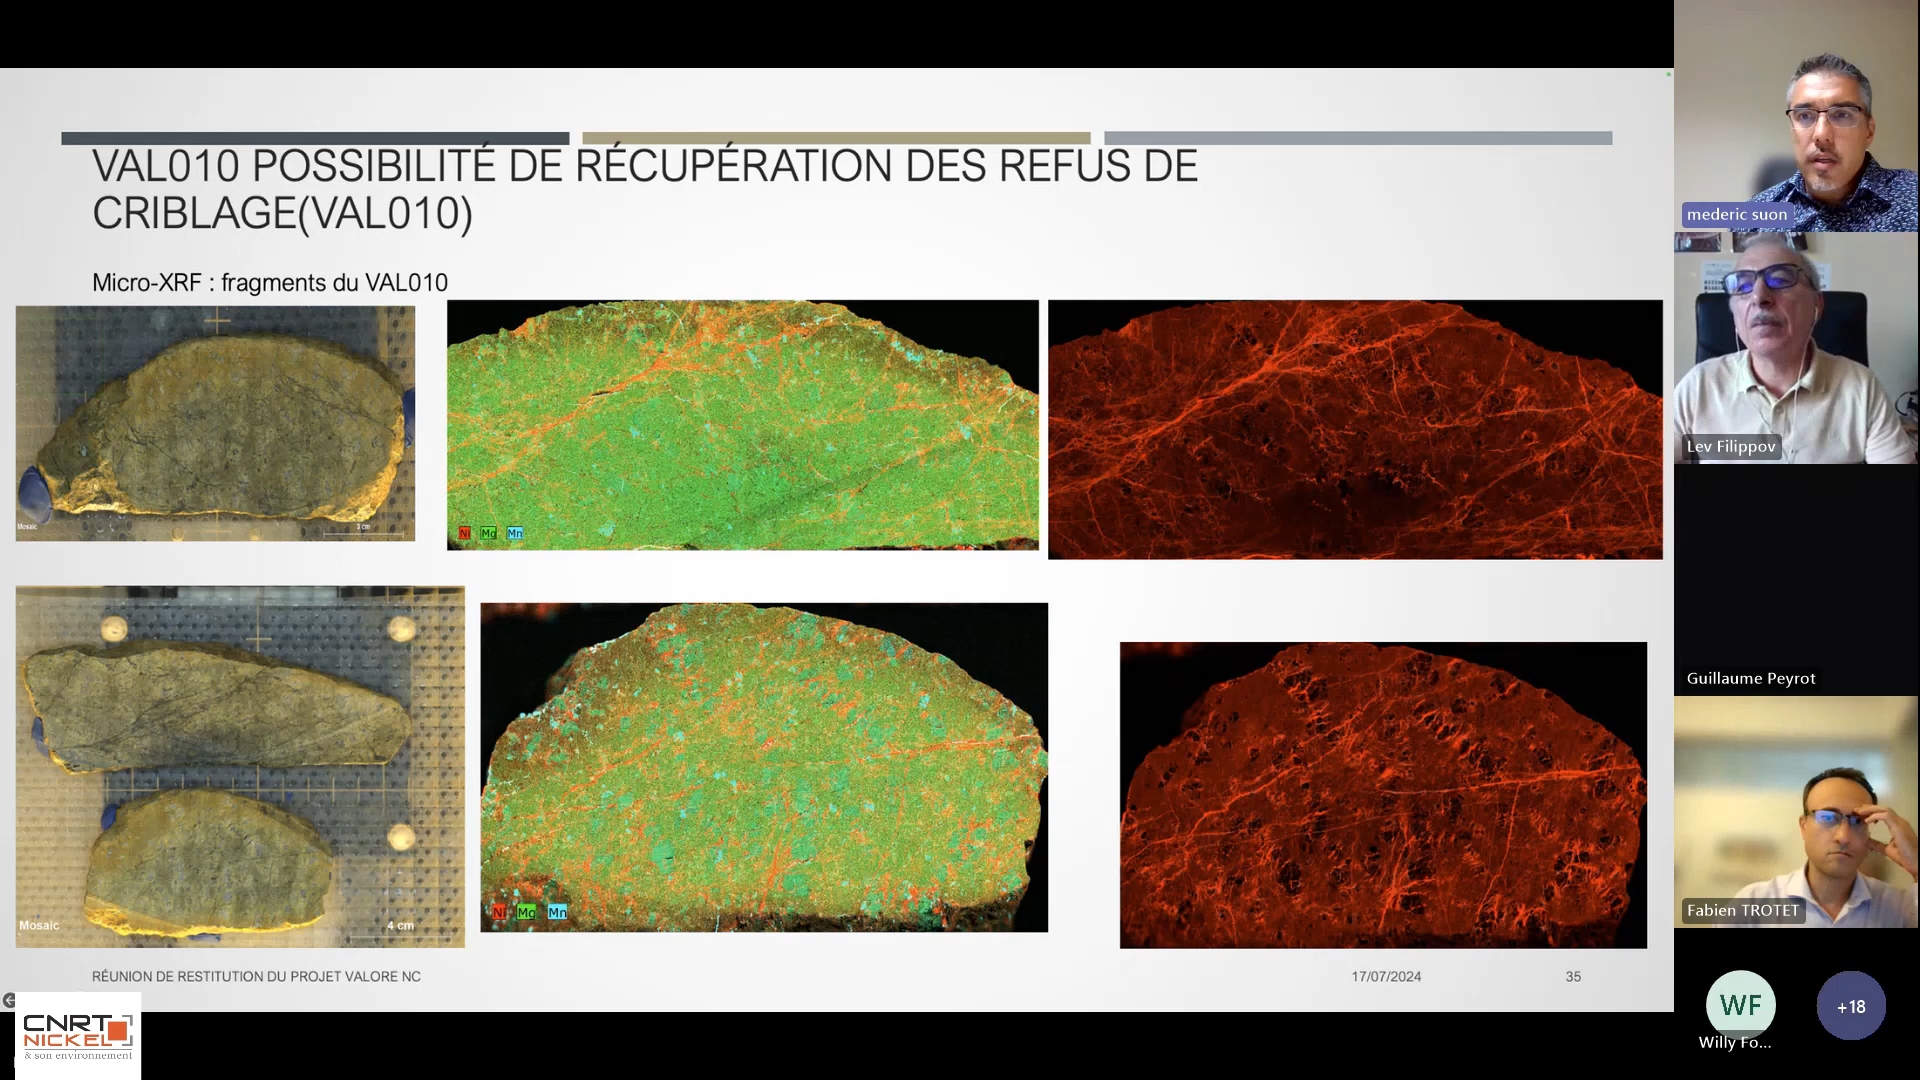 VAL010 POSSIBILITÉ DE RÉCUPÉRATION DES REFUS DE
CRIBLAGE(VAL010)
Micro-XRF : fragments du VAL010
Mosaic
3 cm
Ni Mg Mn
Mosaic
4 cm
Ni Mg Mn
RÉUNION DE RESTITUTION DU PROJET VALORE NC
17/07/2024
35
CNRT
NICKEL
& son environnement
mederic suon
Lev Filippov
Guillaume Peyrot
Fabien TROTET
WF
Willy Fo...
+18